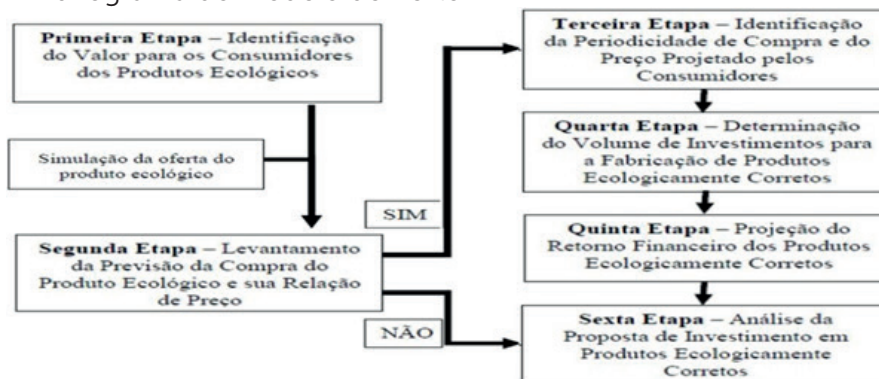 Primeira Etapa – Identificação
do Valor para os Consumidores
dos Produtos Ecológicos
Simulação da oferta do
produto ecológico
Segunda Etapa – Levantamento
da Previsão da Compra do
Produto Ecológico e sua Relação
de Preço
SIM
NÃO
Terceira Etapa – Identificação
da Periodicidade de Compra e do
Preço Projetado pelos
Consumidores
Quarta Etapa – Determinação
do Volume de Investimentos para
a Fabricação de Produtos
Ecologicamente Corretos
Quinta Etapa – Projeção do
Retorno Financeiro dos Produtos
Ecologicamente Corretos
Sexta Etapa – Análise da
Proposta de Investimento em
Produtos Ecologicamente
Corretos